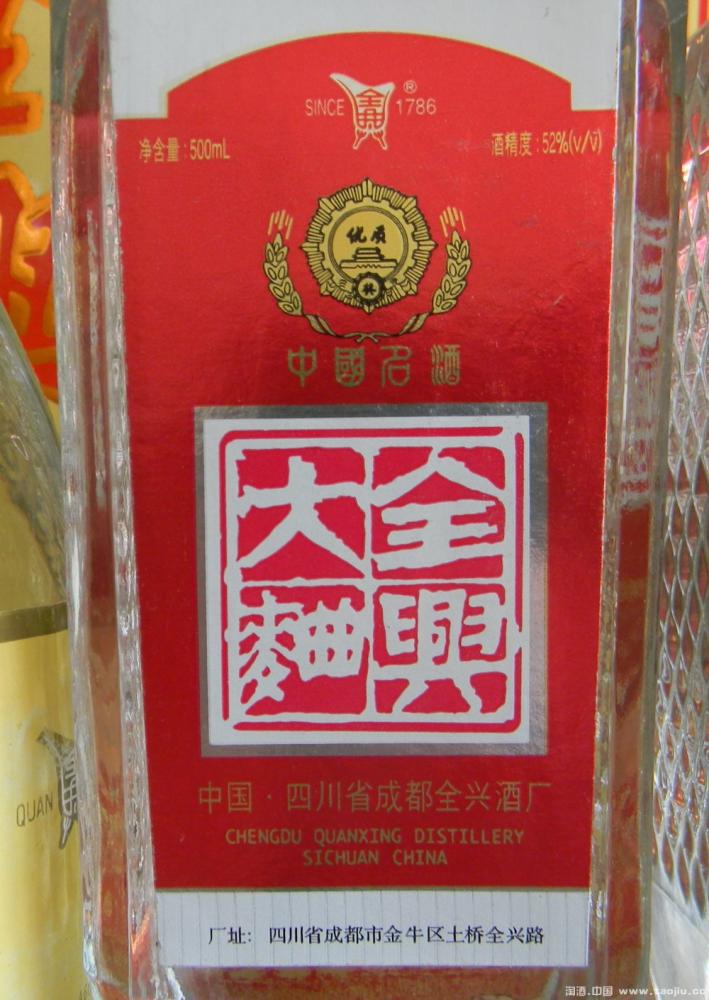 SINCE 全興 ® 1786
净含量:500mL
酒精度:52%(v/v)
优质
中國名酒
全興
大麯
中国·四川省成都全兴酒厂
CHENGDU QUANXING DISTILLERY
SICHUAN CHINA
厂址: 四川省成都市金牛区土桥全兴路
QUAN
淘酒.中国 www.taojiu.com